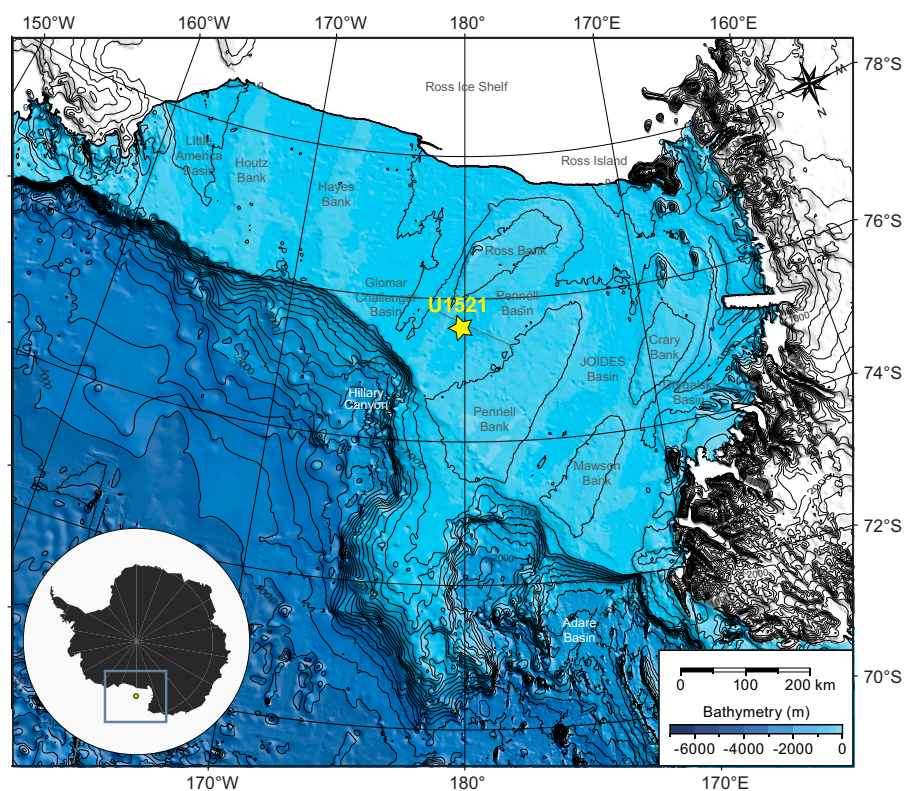 150°W
160°W
170°W
180°
170°E
160°E
78°S
Ross Ice Shelf
M
N
Little
America
Basin
Houtz
Bank
Ross Island
Hayes
Bank
76°S
Ross Bank
Glomar
Challenger
Basin
Pennell
Basin
U1521
Crary
Bank
JOIDES
Basin
74°S
Drygalski
Basin
Hillary
Canyon
Pennell
Bank
Mawson
Bank
72°S
-1000
-2000
Adare
Basin
0 100 200 km
70°S
Bathymetry (m)
-6000 -4000 -2000 0
170°W
180°
170°E